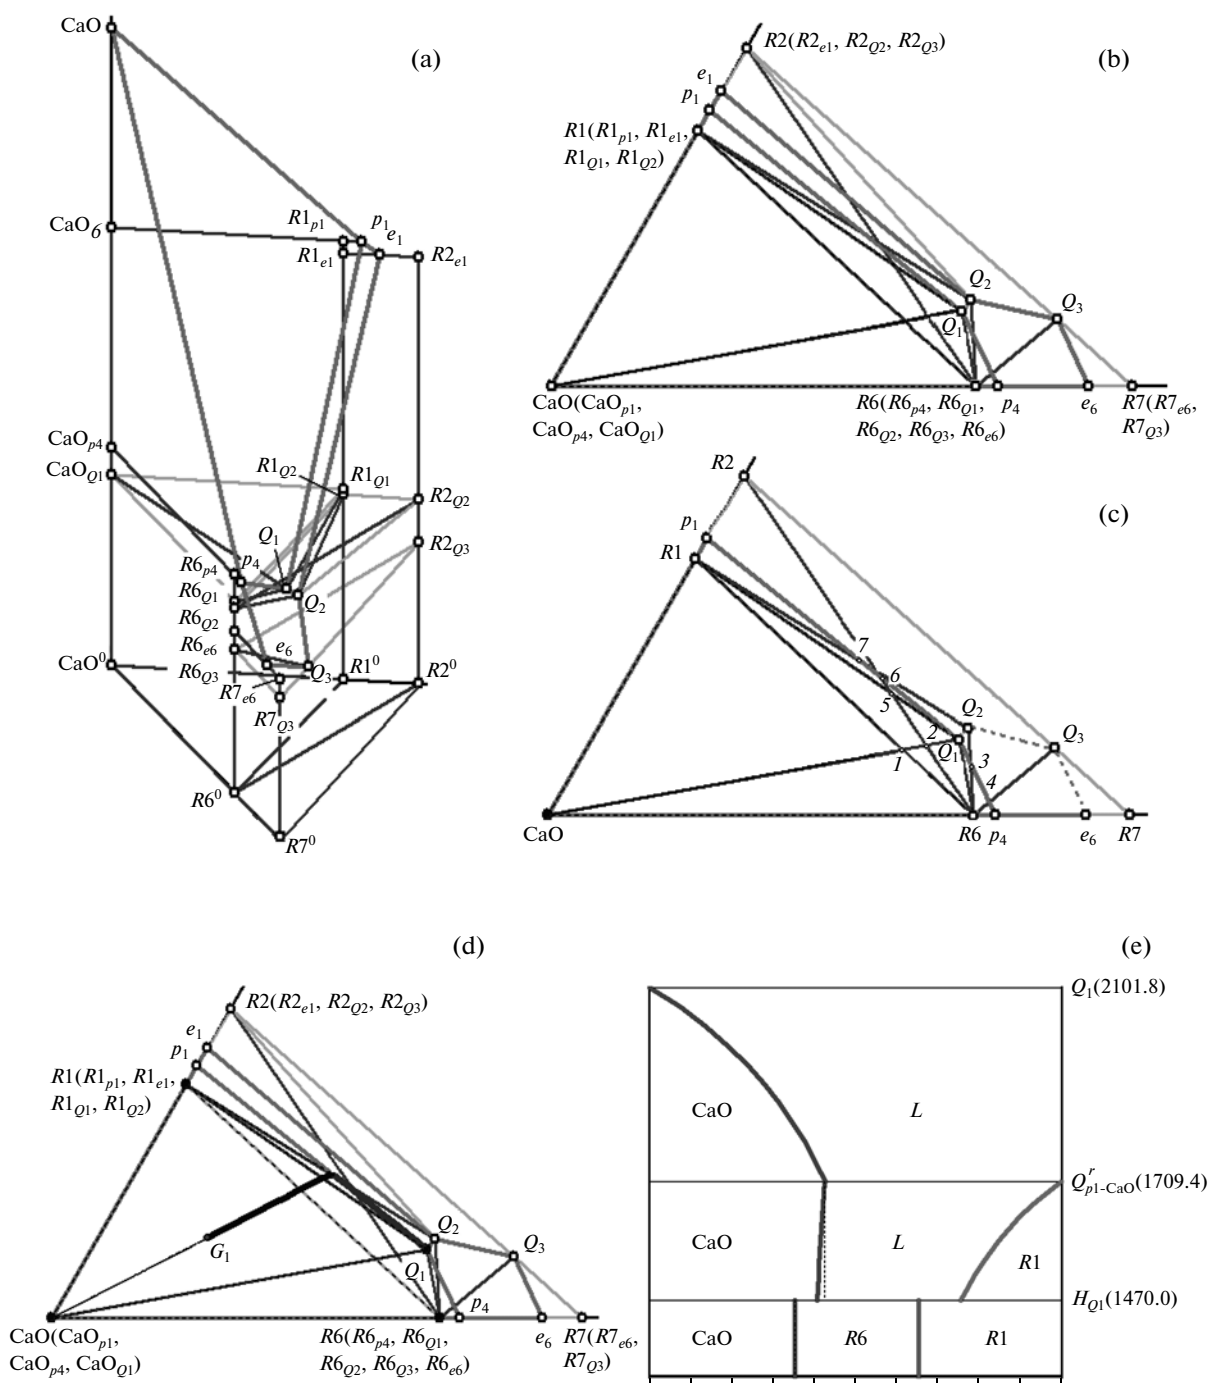 (a)
CaO
CaO6
R1p1
p1
e1
R1e1
R2e1
CaOp4
CaOQ1
R1Q2
R1Q1
R2Q2
Q1
R2Q3
R6p4
p4
R6Q1
Q2
R6Q2
R6e6
e6
CaO0
R6Q3
Q3
R10
R20
R7e6
R7Q3
R60
R70
(b)
R2(R2e1, R2Q2, R2Q3)
e1
p1
R1(R1p1, R1e1,
R1Q1, R1Q2)
Q2
Q3
Q1
CaO(CaOp1,
CaOp4, CaOQ1)
R6(R6p4, R6Q1,
R6Q2, R6Q3, R6e6)
p4
e6
R7(R7e6,
R7Q3)
(c)
R2
p1
R1
7
6
5
Q2
2
Q1
Q3
1
3
4
CaO
R6
p4
e6
R7
(d)
R2(R2e1, R2Q2, R2Q3)
e1
p1
R1(R1p1, R1e1,
R1Q1, R1Q2)
G1
Q2
Q3
Q1
p4
CaO(CaOp1,
CaOp4, CaOQ1)
R6(R6p4, R6Q1,
R6Q2, R6Q3, R6e6)
e6
R7(R7e6,
R7Q3)
(e)
Q1(2101.8)
CaO
L
Qrp1-CaO(1709.4)
CaO
L
R1
HQ1(1470.0)
CaO
R6
R1